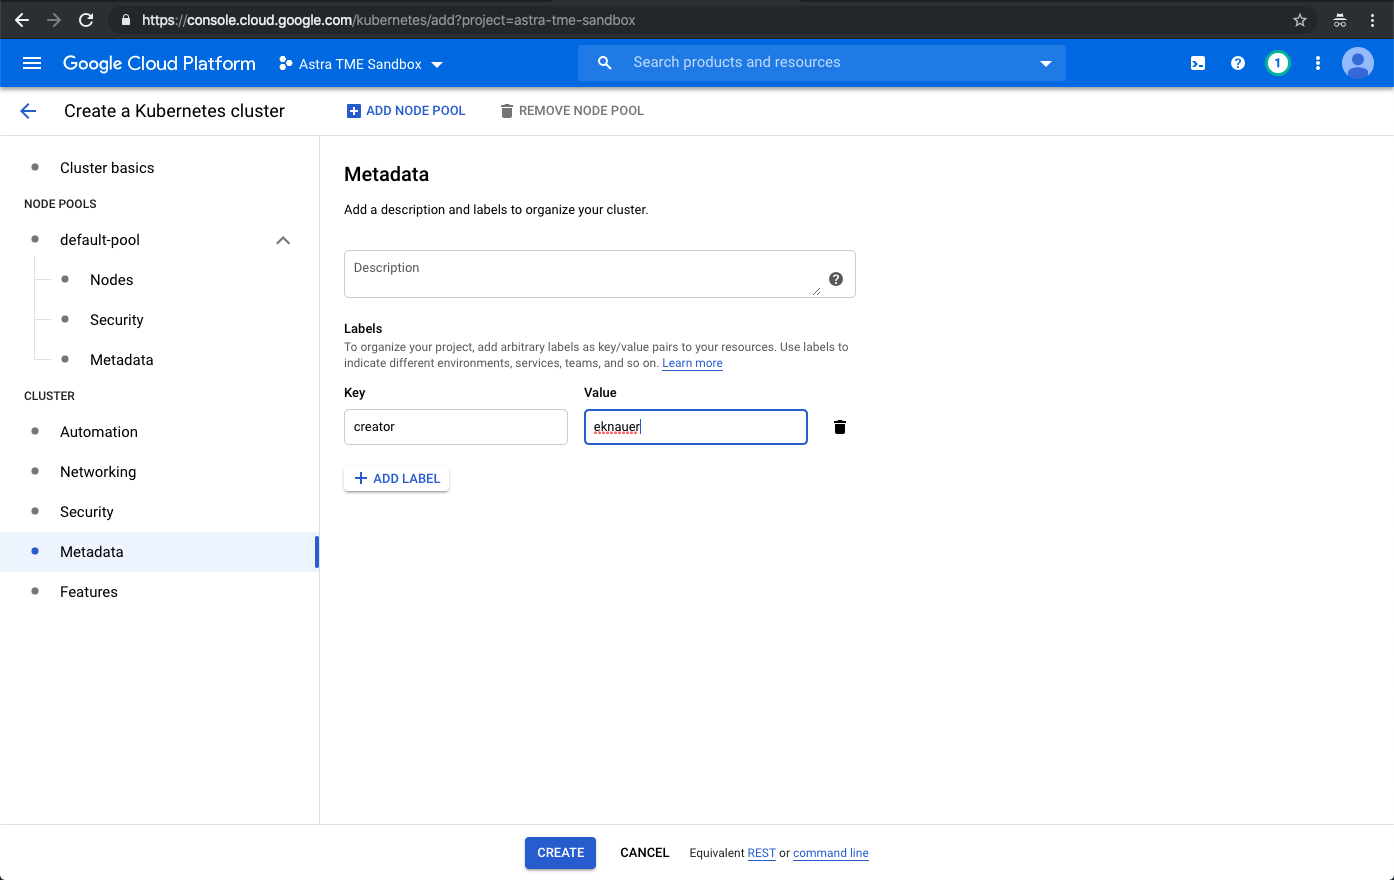 https://console.cloud.google.com/kubernetes/add?project=astra-tme-sandbox
Google Cloud Platform
Astra TME Sandbox
Search products and resources
1
Create a Kubernetes cluster
ADD NODE POOL
REMOVE NODE POOL
Cluster basics
NODE POOLS
default-pool
Nodes
Security
Metadata
CLUSTER
Automation
Networking
Security
Metadata
Features
Metadata
Add a description and labels to organize your cluster.
Description
Labels
To organize your project, add arbitrary labels as key/value pairs to your resources. Use labels to
indicate different environments, services, teams, and so on. Learn more
Key Value
creator eknauer
ADD LABEL
CREATE CANCEL Equivalent REST or command line